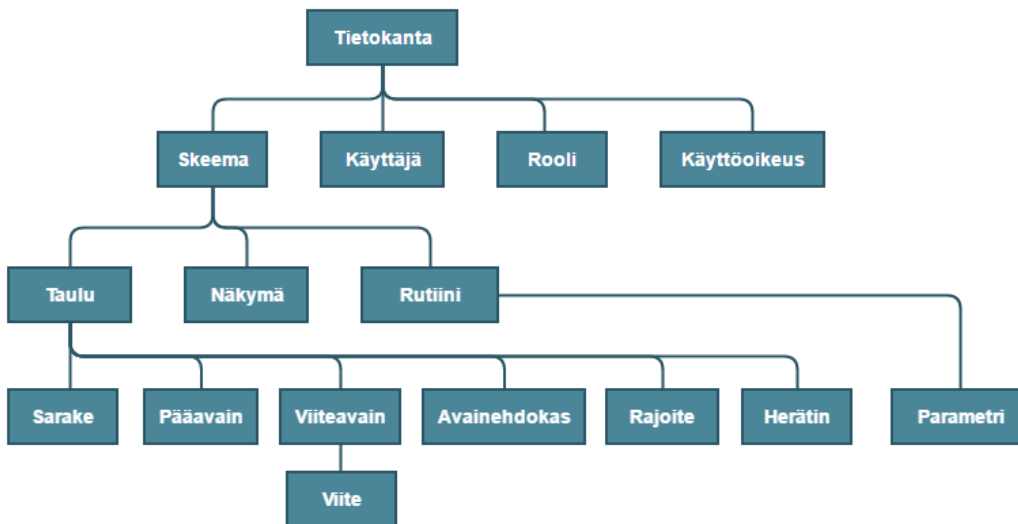 Tietokanta
Skeema
Käyttäjä
Rooli
Käyttöoikeus
Taulu
Näkymä
Rutiini
Sarake
Pääavain
Viiteavain
Avainehdokas
Rajoite
Herätin
Parametri
Viite